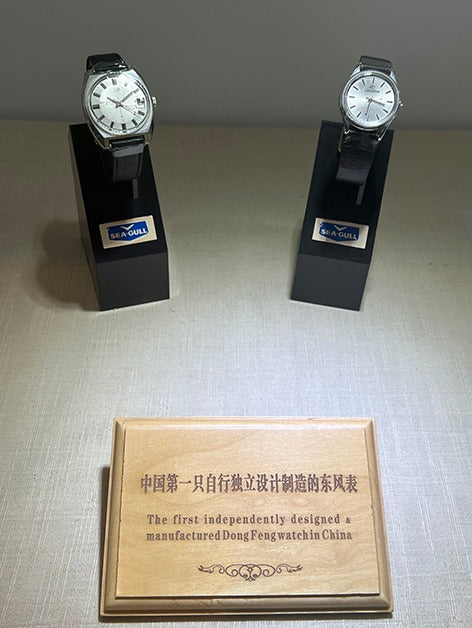 SEA-GULL
SEA-GULL
中国第一只自行独立设计制造的东风表
The first independently designed &
manufactured Dong Feng watch in China